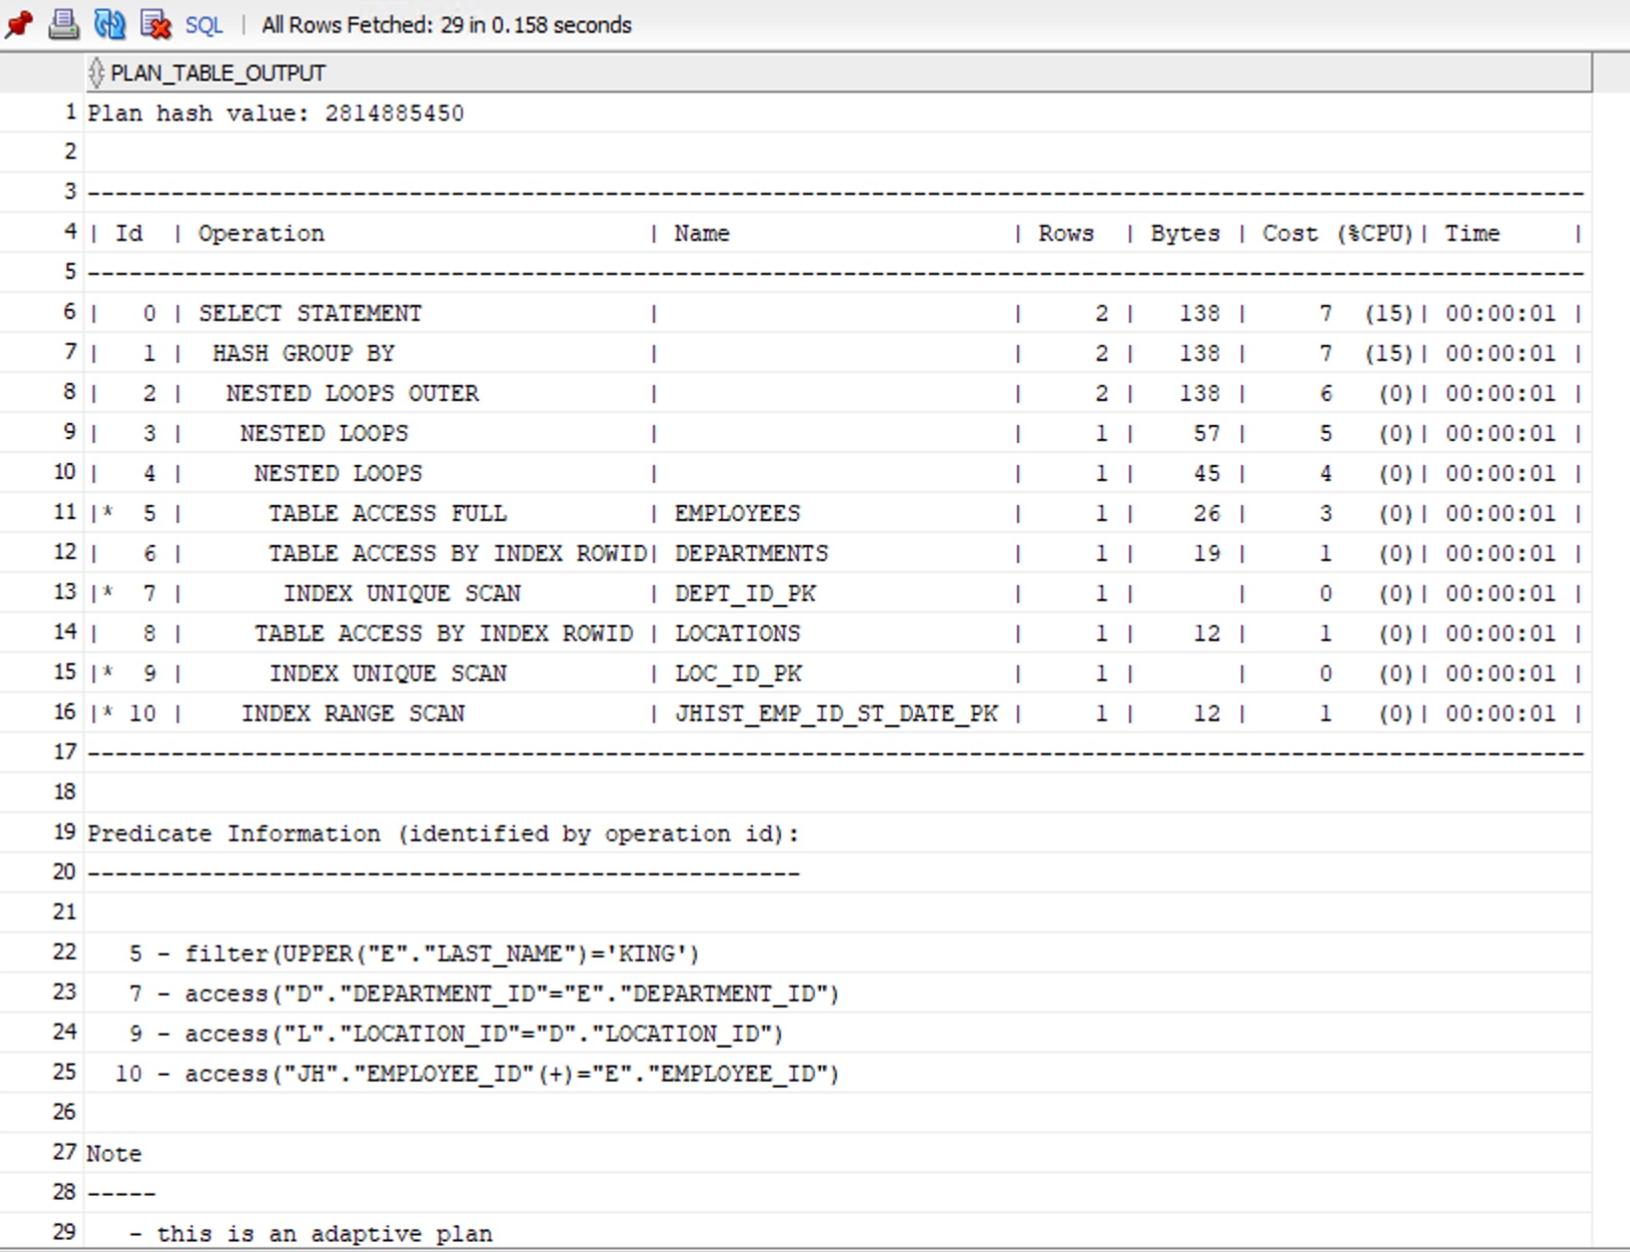 SQL | All Rows Fetched: 29 in 0.158 seconds
PLAN_TABLE_OUTPUT
1 Plan hash value: 2814885450
2
3 -----------------------------------------------------------------------------------------------------------
4 | Id  | Operation                       | Name                    | Rows  | Bytes | Cost (%CPU)| Time     |
5 -----------------------------------------------------------------------------------------------------------
6 |   0 | SELECT STATEMENT                |                         |     2 |   138 |     7  (15)| 00:00:01 |
7 |   1 |  HASH GROUP BY                  |                         |     2 |   138 |     7  (15)| 00:00:01 |
8 |   2 |   NESTED LOOPS OUTER            |                         |     2 |   138 |     6   (0)| 00:00:01 |
9 |   3 |    NESTED LOOPS                 |                         |     1 |    57 |     5   (0)| 00:00:01 |
10 |   4 |     NESTED LOOPS                |                         |     1 |    45 |     4   (0)| 00:00:01 |
11 |*  5 |      TABLE ACCESS FULL          | EMPLOYEES               |     1 |    26 |     3   (0)| 00:00:01 |
12 |   6 |      TABLE ACCESS BY INDEX ROWID| DEPARTMENTS             |     1 |    19 |     1   (0)| 00:00:01 |
13 |*  7 |       INDEX UNIQUE SCAN         | DEPT_ID_PK              |     1 |       |     0   (0)| 00:00:01 |
14 |   8 |     TABLE ACCESS BY INDEX ROWID | LOCATIONS               |     1 |    12 |     1   (0)| 00:00:01 |
15 |*  9 |      INDEX UNIQUE SCAN          | LOC_ID_PK               |     1 |       |     0   (0)| 00:00:01 |
16 |* 10 |    INDEX RANGE SCAN             | JHIST_EMP_ID_ST_DATE_PK |     1 |    12 |     1   (0)| 00:00:01 |
17 -----------------------------------------------------------------------------------------------------------
18
19 Predicate Information (identified by operation id):
20 ---------------------------------------------------
21
22    5 - filter(UPPER("E"."LAST_NAME")='KING')
23    7 - access("D"."DEPARTMENT_ID"="E"."DEPARTMENT_ID")
24    9 - access("L"."LOCATION_ID"="D"."LOCATION_ID")
25   10 - access("JH"."EMPLOYEE_ID"(+)="E"."EMPLOYEE_ID")
26
27 Note
28 -----
29    - this is an adaptive plan